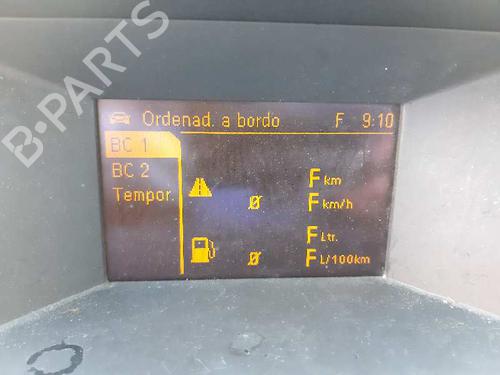 B-PARTS
Ordenad. a bordo F 9:10
BC 1
BC 2
Tempor.
F km
Ø F km/h
F Ltr.
Ø F L/100km